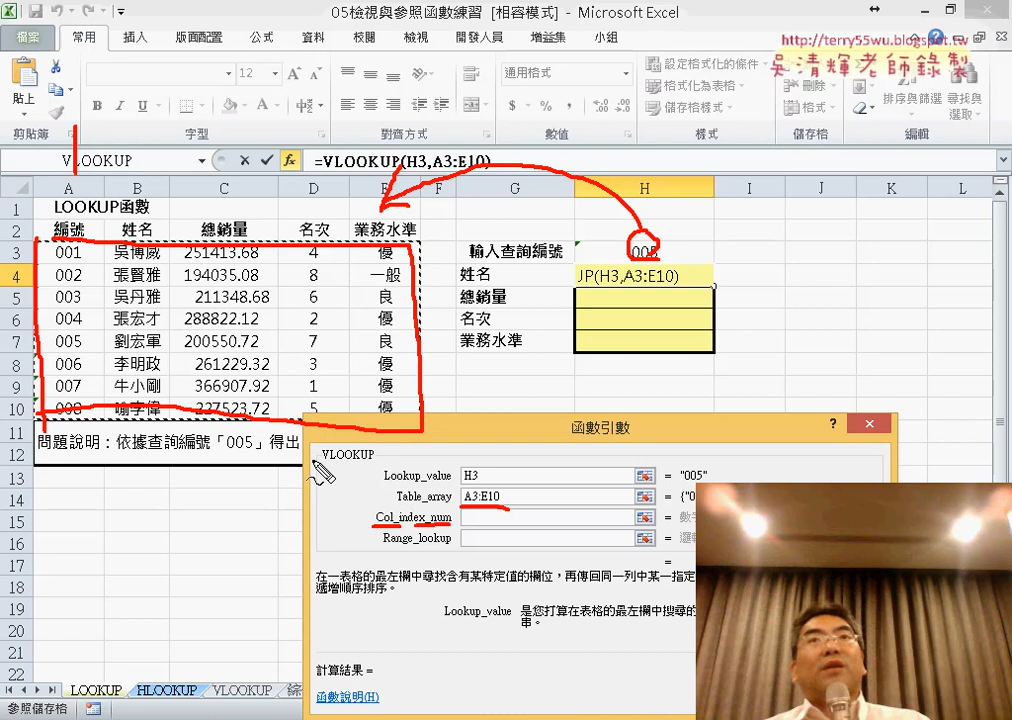 05檢視與參照函數練習 [相容模式] - Microsoft Excel
檔案 常用 插入 版面配置 公式 資料 校閱 檢視 開發人員 增益集 小組
http://terry55wu.blogspot.tw
吳清輝老師錄製
貼上
12
通用格式
設定格式化的條件
格式化為表格
儲存格樣式
刪除
格式
排序與篩選 尋找與
選取
剪貼簿 字型 對齊方式 數值 樣式 儲存格 編輯
VLOOKUP =VLOOKUP(H3,A3:E10)
A B C D E F G H I J K L
1 LOOKUP函數
2 編號 姓名 總銷量 名次 業務水準
3 001 吳博威 251413.68 4 優 輸入查詢編號 005
4 002 張賢雅 194035.08 8 一般 姓名 JP(H3,A3:E10)
5 003 吳丹雅 211348.68 6 良 總銷量
6 004 張宏才 288822.12 2 優 名次
7 005 劉宏軍 200550.72 7 良 業務水準
8 006 李明政 261229.32 3 優
9 007 牛小剛 366907.92 1 優
10 008 喻宇偉 227523.72 5 優
11
問題說明：依據查詢編號「005」得出
12
13
14
15
16
17
18
19
20
21
22
函數引數
VLOOKUP
Lookup_value H3 = "005"
Table_array A3:E10 = {"0
Col_index_num = 數字
Range_lookup = 邏輯
=
在一表格的最左欄中尋找含有某特定值的欄位，再傳回同一列中某一指定
遞增順序排序。
Lookup_value 是您打算在表格的最左欄中搜尋的
串。
計算結果 =
函數說明(H)
LOOKUP HLOOKUP VLOOKUP 綜
參照儲存格